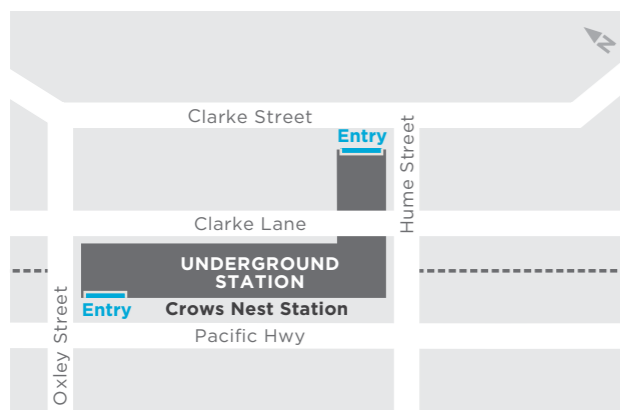 N
Clarke Street
Entry
Hume Street
Clarke Lane
UNDERGROUND
STATION
Entry
Crows Nest Station
Oxley Street
Pacific Hwy